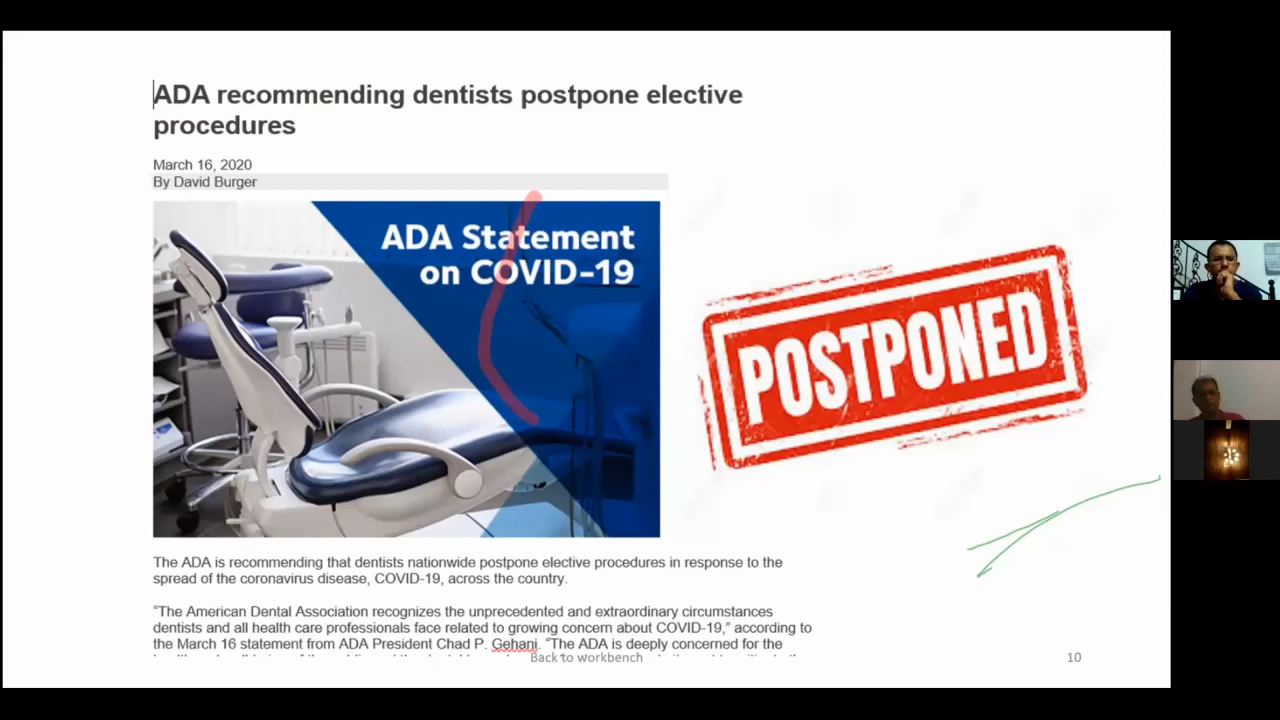 ADA recommending dentists postpone elective
procedures
March 16, 2020
By David Burger
ADA Statement
on COVID-19
POSTPONED
The ADA is recommending that dentists nationwide postpone elective procedures in response to the
spread of the coronavirus disease, COVID-19, across the country.
“The American Dental Association recognizes the unprecedented and extraordinary circumstances
dentists and all health care professionals face related to growing concern about COVID-19,” according to
the March 16 statement from ADA President Chad P. Gehani. “The ADA is deeply concerned for the
Back to workbench
10